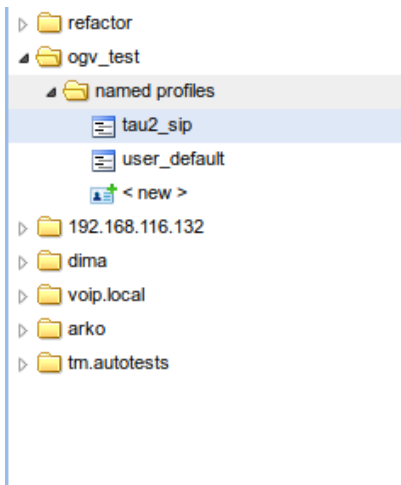 refactor
ogv_test
named profiles
tau2_sip
user_default
< new >
192.168.116.132
dima
voip.local
arko
tm.autotests